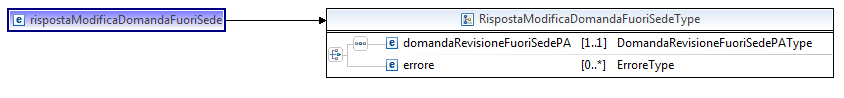 e rispostaModificaDomandaFuoriSede
RispostaModificaDomandaFuoriSedeType
e domandaRevisioneFuoriSedePA [1..1] DomandaRevisioneFuoriSedePAType
e errore [0..*] ErroreType